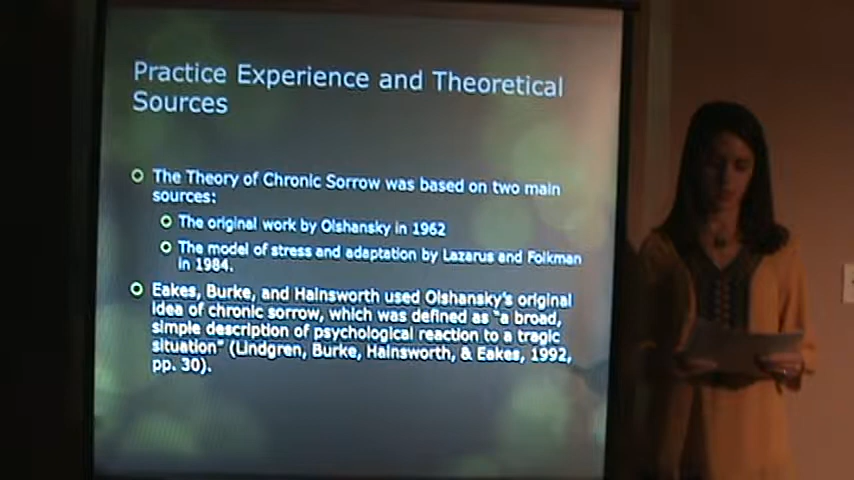 Practice Experience and Theoretical
Sources
The Theory of Chronic Sorrow was based on two main
sources:
The original work by Olshansky in 1962
The model of stress and adaptation by Lazarus and Folkman
in 1984.
Eakes, Burke, and Hainsworth used Olshansky's original
idea of chronic sorrow, which was defined as "a broad,
simple description of psychological reaction to a tragic
situation" (Lindgren, Burke, Hainsworth, & Eakes, 1992,
pp. 30).